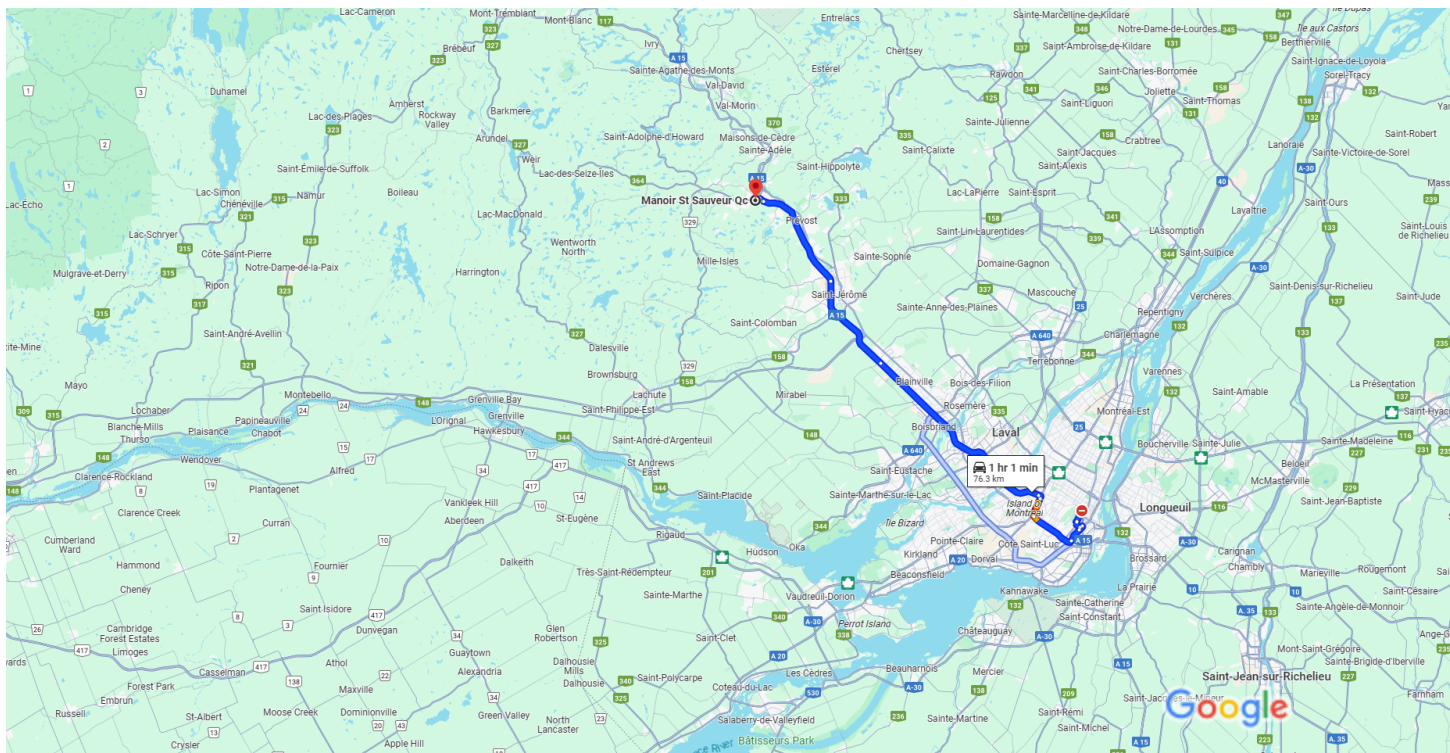 Lac-Cameron
Mont-Tremblant
Mont-Blanc
Entrelacs
Sainte-Marcelline-de-Kildare
Île Dupas
Île aux Castors
Notre-Dame-de-Lourdes
Berthierville
Brébeuf
Ivry
Chertsey
Saint-Ambroise-de-Kildare
Saint-Ignace-de-Loyola
Sainte-Agathe-des-Monts
Estérel
Rawdon
Saint-Charles-Borromée
Sorel-Tracy
Duhamel
Val-David
Joliette
Saint-Thomas
Amherst
Barkmere
Val-Morin
Saint-Liguori
Lac-des-Plages
Rockway
Valley
Sainte-Julienne
Saint-Robert
Arundel
Saint-Adolphe-d'Howard
Maisons-de-Cèdre
Crabtree
Lanoraie
Weir
Sainte-Adèle
Saint-Calixte
Saint-Jacques
Sainte-Victoire-de-Sorel
Saint-Émile-de-Suffolk
Lac-des-Seize-Iles
Saint-Hippolyte
Saint-Alexis
Lac-Simon
Namur
Boileau
Lac-LaPierre
Saint-Esprit
Lac-Echo
Chénéville
Manoir St Sauveur Qc
Saint-Ours
Lavaltrie
Lac-MacDonald
Prévost
Lac-Schryer
Wentworth
North
Saint-Lin-Laurentides
L'Assomption
Saint-Louis
de-Richelieu
Côte-Saint-Pierre
Mille-Isles
Sainte-Sophie
Saint-Sulpice
Mulgrave-et-Derry
Notre-Dame-de-la-Paix
Harrington
Domaine-Gagnon
Ripon
Saint-Jérôme
Mascouche
Verchères
Saint-Denis-sur-Richelieu
Saint-Jude
Sainte-Anne-des-Plaines
Repentigny
Saint-André-Avellin
Saint-Colomban
A 15
Charlemagne
Dalesville
A 640
Terrebonne
Brownsburg
Varennes
Mayo
Blainville
Bois-des-Filion
La Présentation
Montebello
Lachute
Mirabel
Rosemère
Saint-Amable
Lochaber
Grenville Bay
Saint-Philippe-Est
Montréal-Est
Blanche-Mills
Papineauville
Grenville
Boisbriand
Thurso
Plaisance
Chabot
L'Orignal
Hawkesbury
Laval
Boucherville
Sainte-Julie
Sainte-Madeleine
Wendover
Saint-André-d'Argenteuil
A 640
Saint-Eustache
Beloeil
McMasterville
Clarence-Rockland
Alfred
St Andrews
East
1 hr 1 min
76.3 km
Plantagenet
Saint-Placide
Sainte-Marthe-sur-le-Lac
Saint-Jean-Baptiste
Clarence Creek
Vankleek Hill
Island of
Montréal
Longueuil
Curran
Aberdeen
St-Eugène
Île Bizard
Cumberland
Ward
Rigaud
Oka
Pointe-Claire
Côte Saint-Luc
A 15
Hammond
Fournier
Hudson
Kirkland
Dorval
Brossard
Carignan
Chambly
Marieville
Rougemont
Dalkeith
Très-Saint-Rédempteur
Beaconsfield
La Prairie
Cheney
Saint Isidore
Sainte-Marthe
Vaudreuil-Dorion
Kahnawake
Sainte-Catherine
Saint-Césaire
Cambridge
Forest Estates
Limoges
Dunvegan
Glen
Robertson
Perrot Island
Saint-Constant
Sainte-Angèle-de-Monnoir
Saint-Clet
Châteauguay
Casselman
Athol
Guaytown
Alexandria
Dalhousie
Mills
Dalhousie
Les Cèdres
Beauharnois
Mercier
Mont-Saint-Grégoire
Sainte-Brigide-d'Iberville
Forest Park
Embrun
Maxville
Saint-Polycarpe
Coteau-du-Lac
Saint-Jean-sur-Richelieu
Russell
St-Albert
Moose Creek
Dominionville
Green Valley
North
Lancaster
Salaberry-de-Valleyfield
Sainte-Martine
Saint-Rémi
Farnham
Crysler
Apple Hill
Bâtisseurs Park
Saint-Michel
Google